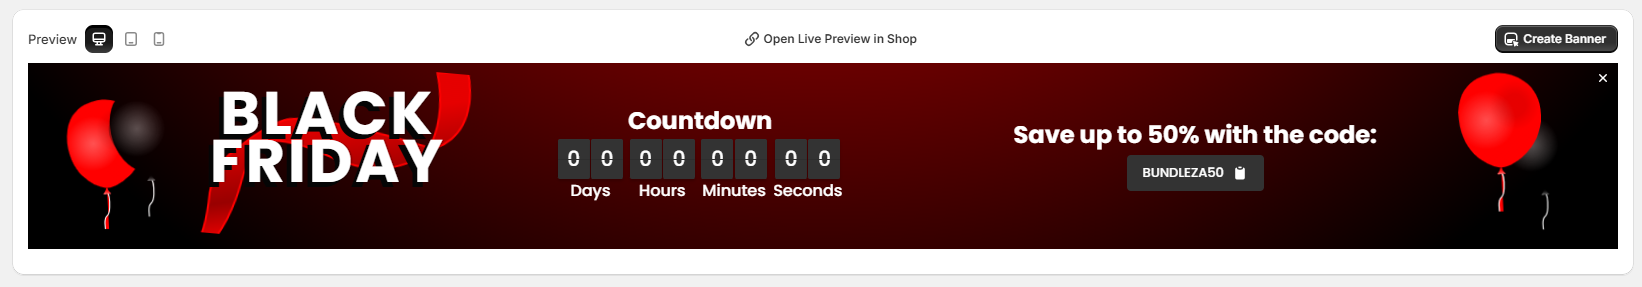 Preview
Open Live Preview in Shop
Create Banner
BLACK
FRIDAY
Countdown
0 0 0 0 0 0 0 0
Days Hours Minutes Seconds
Save up to 50% with the code:
BUNDLEZA50